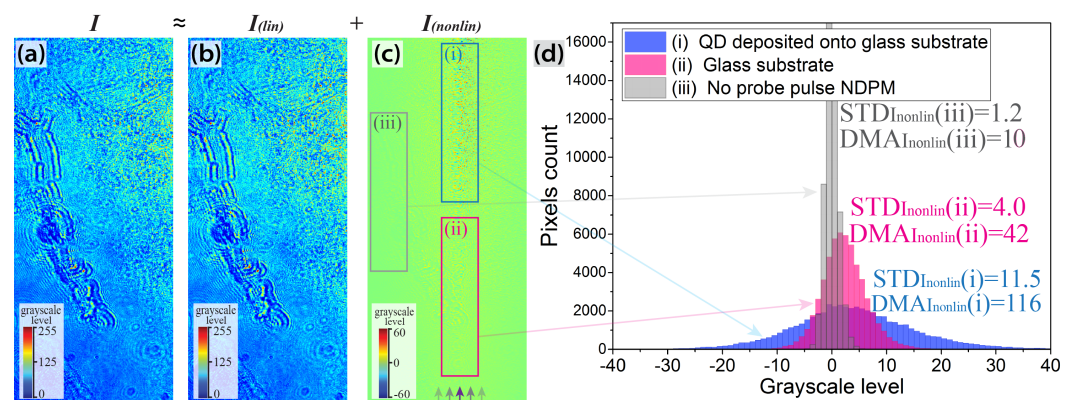 I ≈ I(lin) + I(nonlin)
(a)
(b)
(c)
(i)
(iii)
(ii)
grayscale
level
255
125
0
grayscale
level
255
125
0
grayscale
level
60
0
-60
(d)
(i) QD deposited onto glass substrate
(ii) Glass substrate
(iii) No probe pulse NDPM
STDInonlin(iii)=1.2
DMAInonlin(iii)=10
STDInonlin(ii)=4.0
DMAInonlin(ii)=42
STDInonlin(i)=11.5
DMAInonlin(i)=116
Pixels count
16000
14000
12000
10000
8000
6000
4000
2000
0
-40 -30 -20 -10 0 10 20 30 40
Grayscale level